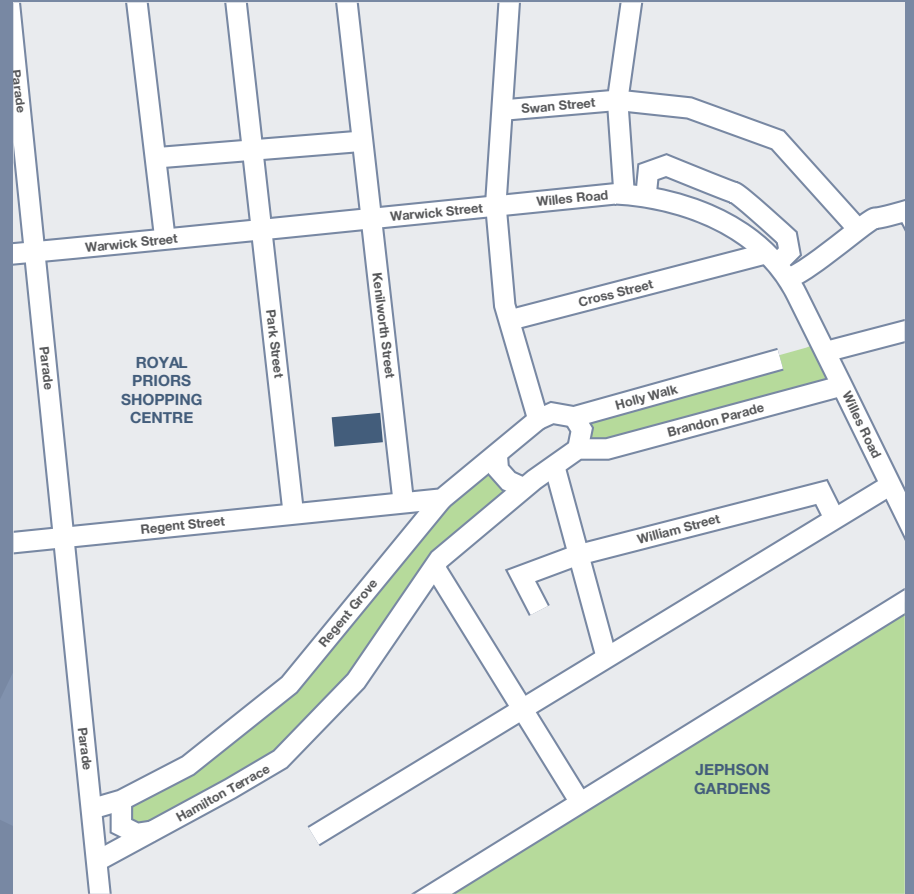 Parade
Swan Street
Willes Road
Warwick Street
Warwick Street
Cross Street
Kenilworth Street
Park Street
Parade
ROYAL
PRIORS
SHOPPING
CENTRE
Holly Walk
Brandon Parade
Willes Road
Regent Street
William Street
Regent Grove
Parade
Hamilton Terrace
JEPHSON
GARDENS